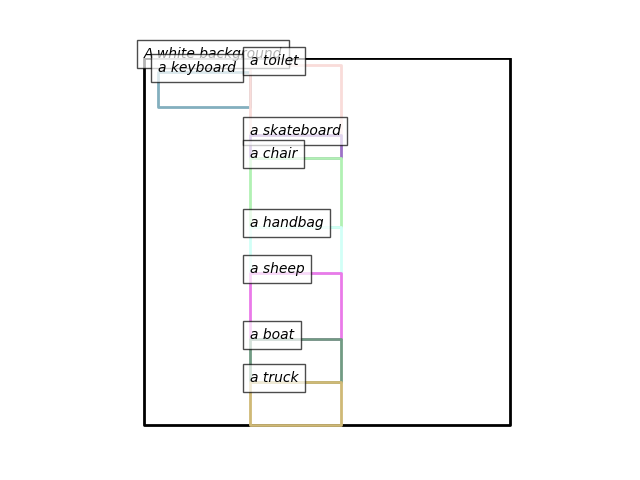 A white background
a keyboard
a toilet
a skateboard
a chair
a handbag
a sheep
a boat
a truck